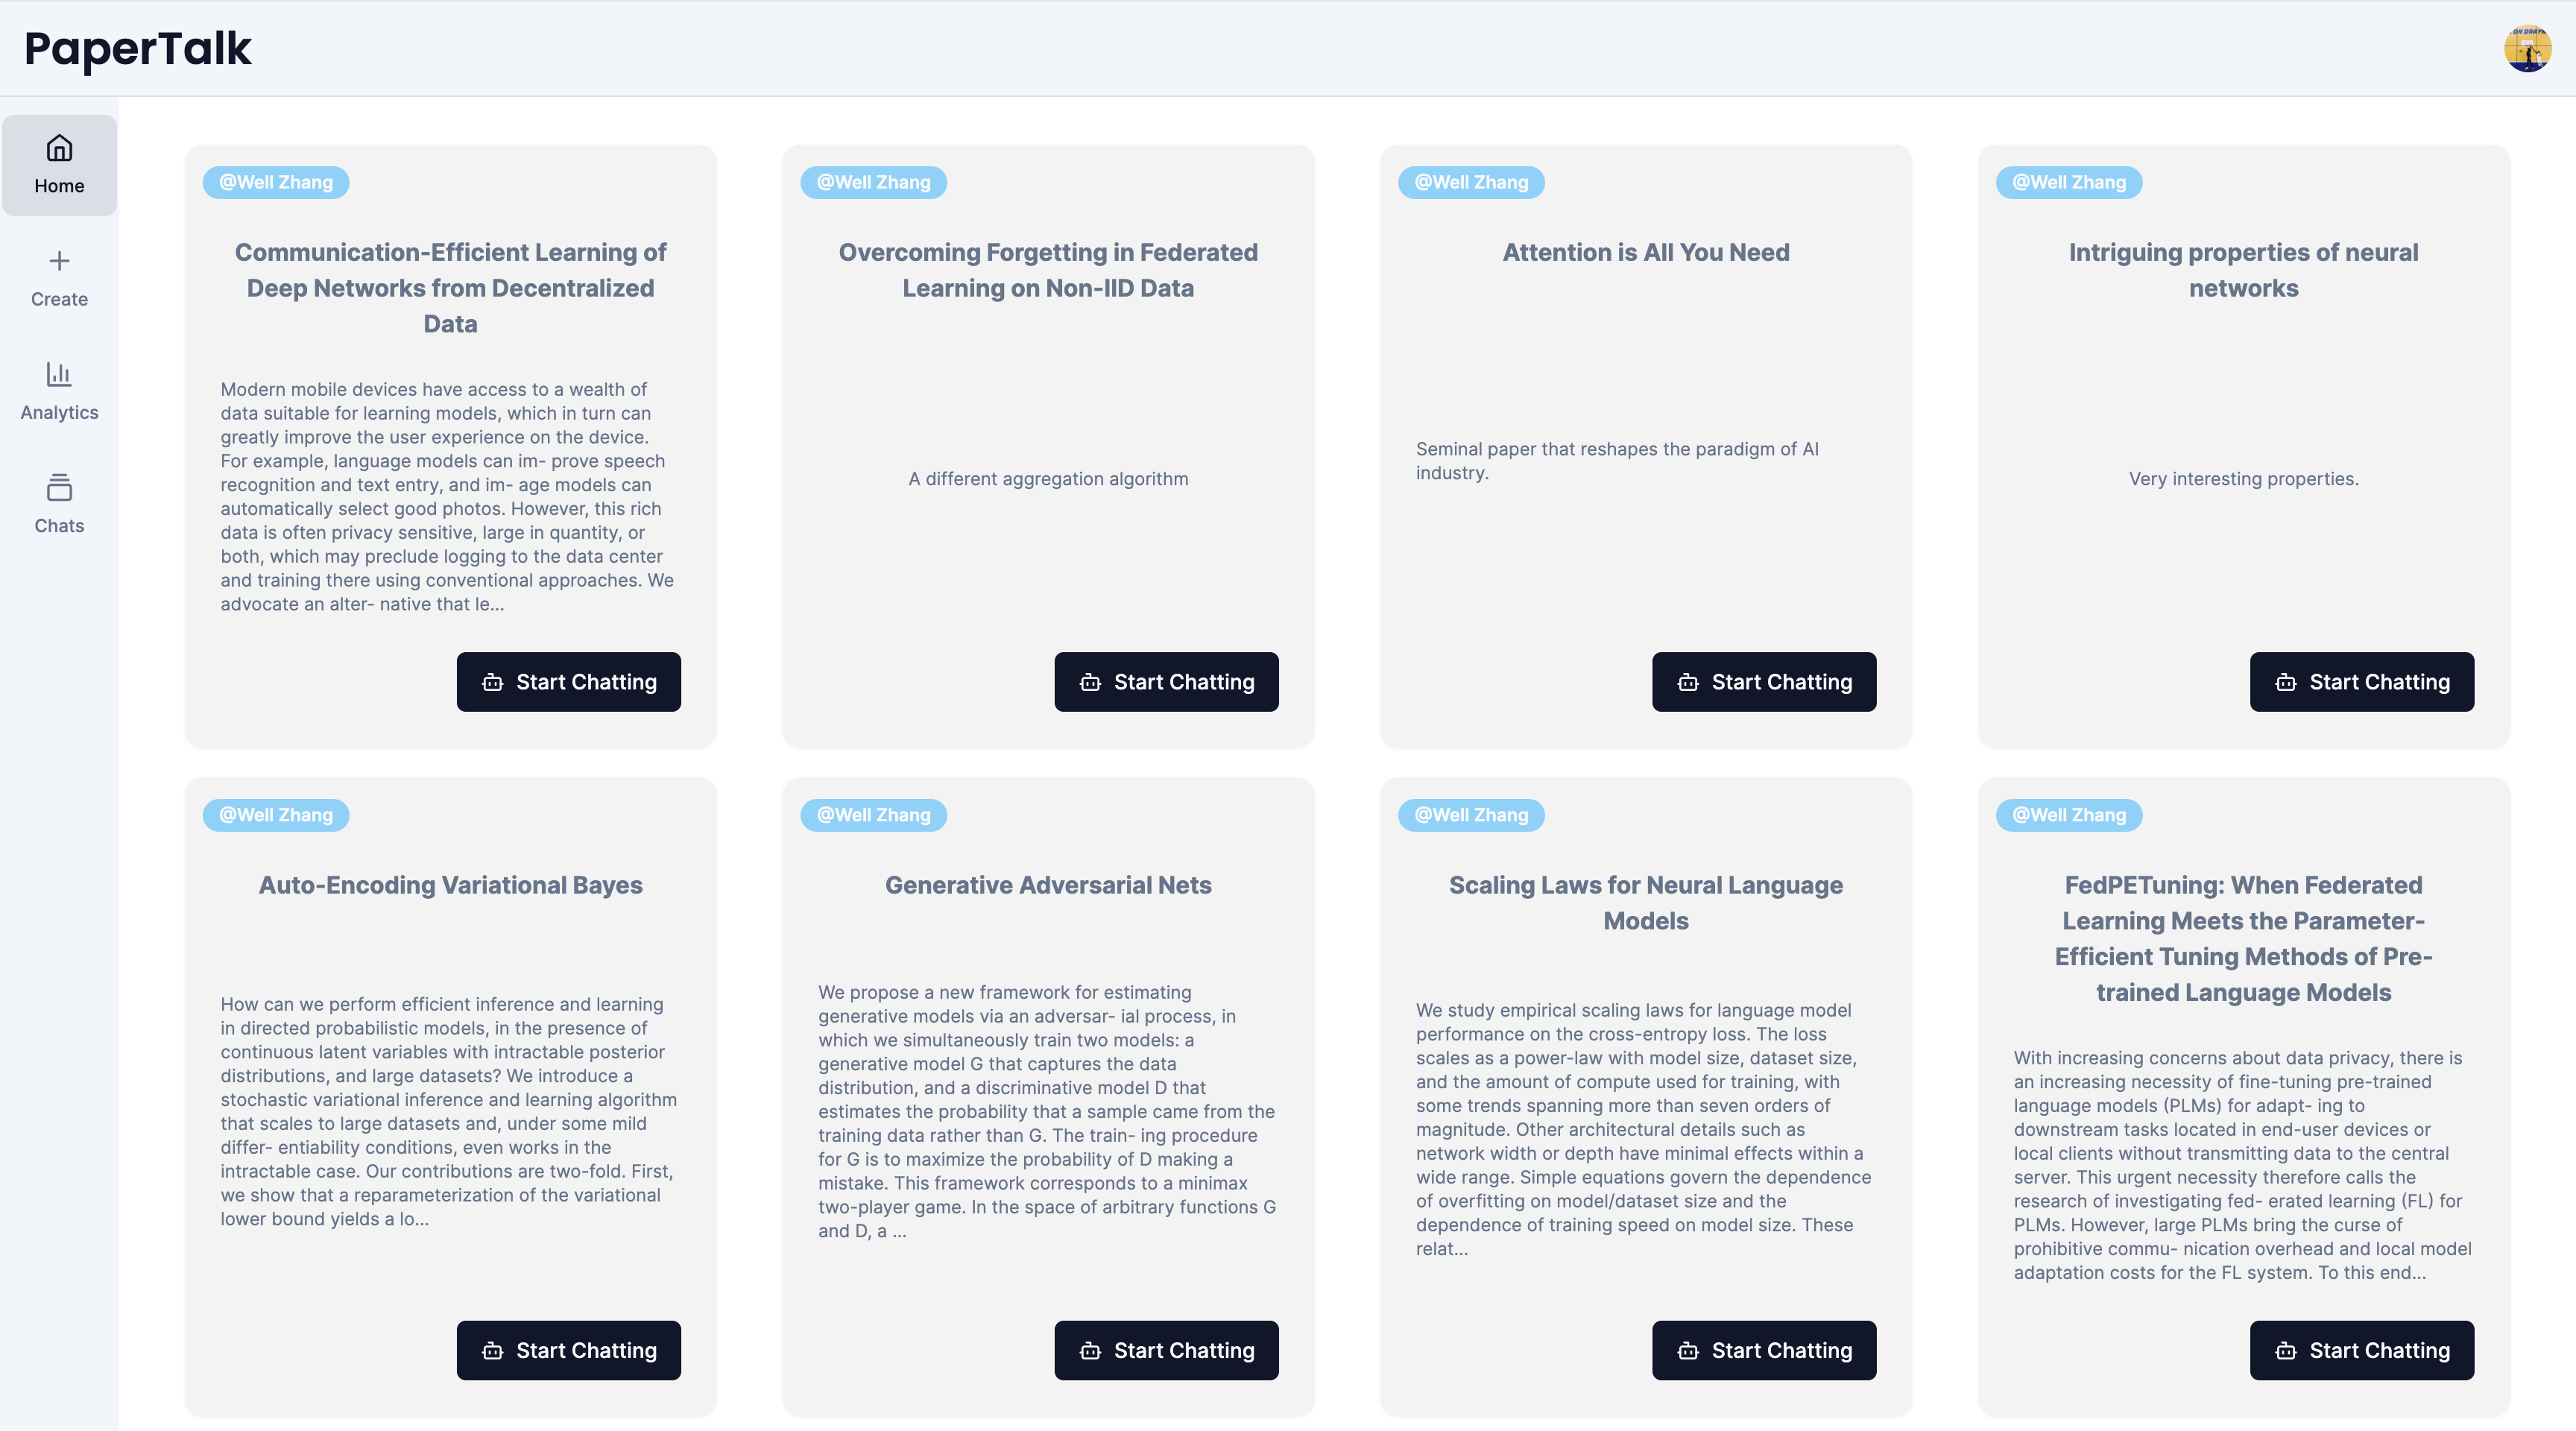 PaperTalk
Home
Create
Analytics
Chats
@Well Zhang
Communication-Efficient Learning of
Deep Networks from Decentralized
Data
Modern mobile devices have access to a wealth of
data suitable for learning models, which in turn can
greatly improve the user experience on the device.
For example, language models can im- prove speech
recognition and text entry, and im- age models can
automatically select good photos. However, this rich
data is often privacy sensitive, large in quantity, or
both, which may preclude logging to the data center
and training there using conventional approaches. We
advocate an alter- native that le...
Start Chatting
@Well Zhang
Overcoming Forgetting in Federated
Learning on Non-IID Data
A different aggregation algorithm
Start Chatting
@Well Zhang
Attention is All You Need
Seminal paper that reshapes the paradigm of AI
industry.
Start Chatting
@Well Zhang
Intriguing properties of neural
networks
Very interesting properties.
Start Chatting
@Well Zhang
Auto-Encoding Variational Bayes
How can we perform efficient inference and learning
in directed probabilistic models, in the presence of
continuous latent variables with intractable posterior
distributions, and large datasets? We introduce a
stochastic variational inference and learning algorithm
that scales to large datasets and, under some mild
differ- entiability conditions, even works in the
intractable case. Our contributions are two-fold. First,
we show that a reparameterization of the variational
lower bound yields a lo...
Start Chatting
@Well Zhang
Generative Adversarial Nets
We propose a new framework for estimating
generative models via an adversar- ial process, in
which we simultaneously train two models: a
generative model G that captures the data
distribution, and a discriminative model D that
estimates the probability that a sample came from the
training data rather than G. The train- ing procedure
for G is to maximize the probability of D making a
mistake. This framework corresponds to a minimax
two-player game. In the space of arbitrary functions G
and D, a ...
Start Chatting
@Well Zhang
Scaling Laws for Neural Language
Models
We study empirical scaling laws for language model
performance on the cross-entropy loss. The loss
scales as a power-law with model size, dataset size,
and the amount of compute used for training, with
some trends spanning more than seven orders of
magnitude. Other architectural details such as
network width or depth have minimal effects within a
wide range. Simple equations govern the dependence
of overfitting on model/dataset size and the
dependence of training speed on model size. These
relat...
Start Chatting
@Well Zhang
FedPETuning: When Federated
Learning Meets the Parameter-
Efficient Tuning Methods of Pre-
trained Language Models
With increasing concerns about data privacy, there is
an increasing necessity of fine-tuning pre-trained
language models (PLMs) for adapt- ing to
downstream tasks located in end-user devices or
local clients without transmitting data to the central
server. This urgent necessity therefore calls the
research of investigating fed- erated learning (FL) for
PLMs. However, large PLMs bring the curse of
prohibitive commu- nication overhead and local model
adaptation costs for the FL system. To this end...
Start Chatting